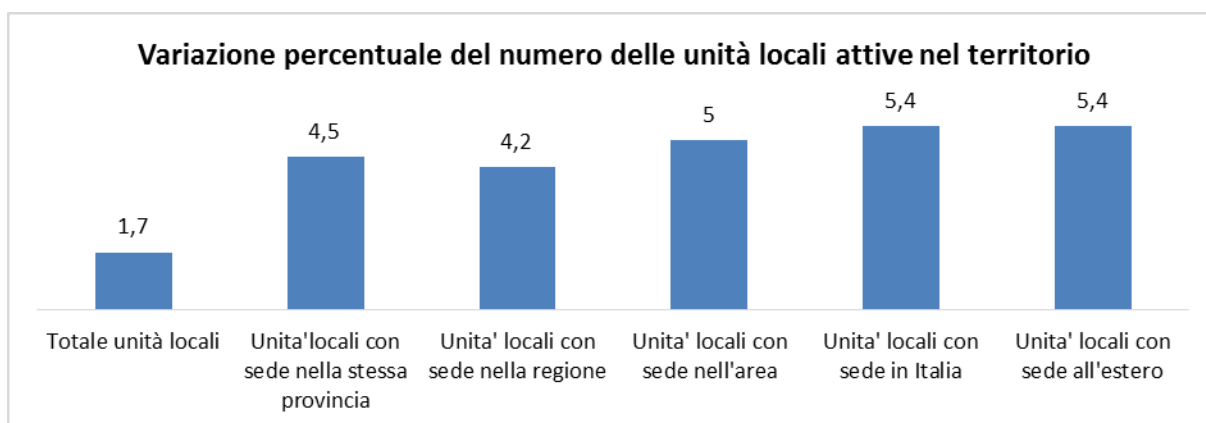 Variazione percentuale del numero delle unità locali attive nel territorio
1,7
4,5
4,2
5
5,4
5,4
Totale unità locali
Unita'locali con
sede nella stessa
provincia
Unita' locali con
sede nella regione
Unita' locali con
sede nell'area
Unita' locali con
sede in Italia
Unita' locali con
sede all'estero